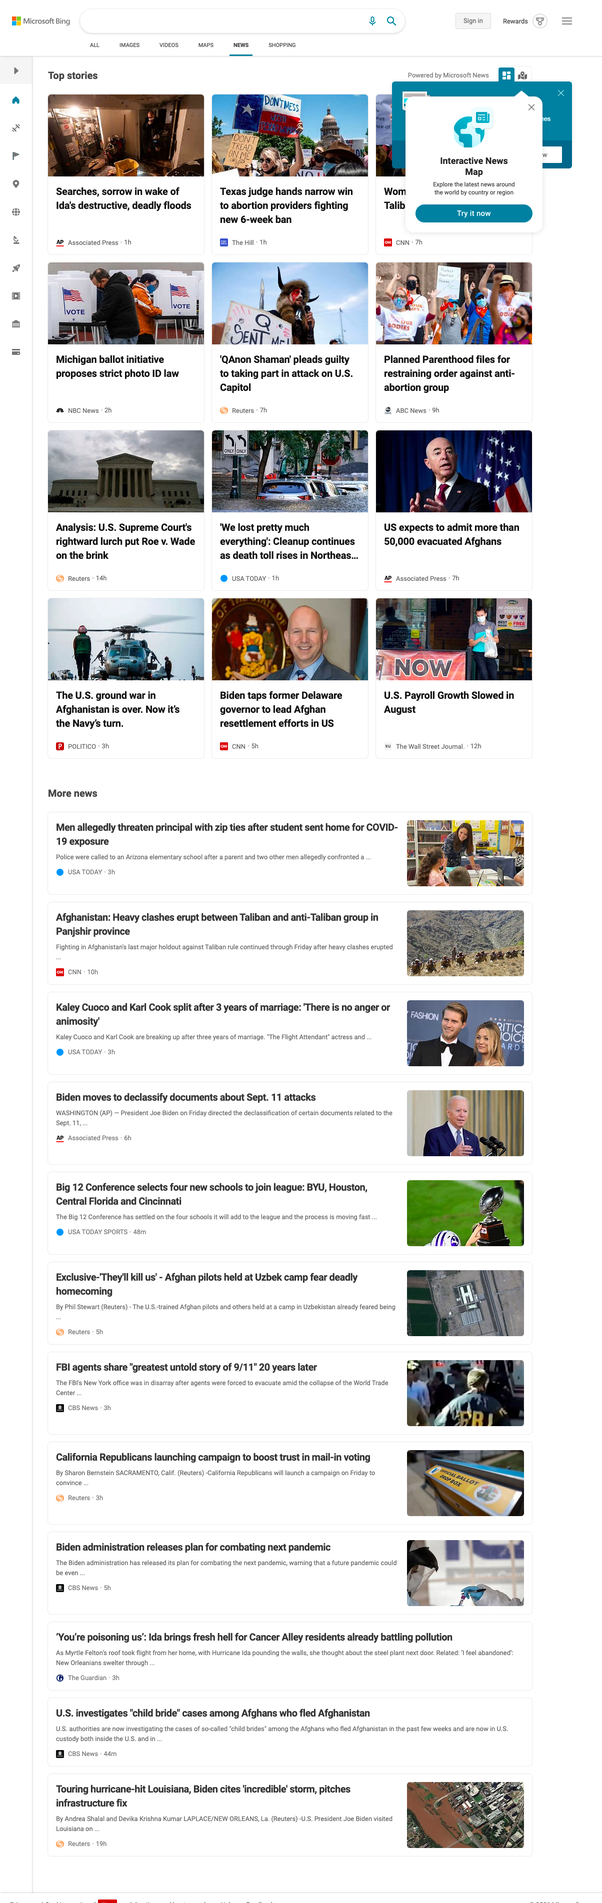 Microsoft Bing
Sign in
Rewards
ALL
IMAGES
VIDEOS
MAPS
NEWS
SHOPPING
Top stories
Powered by Microsoft News
Interactive News
Map
Explore the latest news around
the world by country or region
Try it now
Searches, sorrow in wake of
Ida's destructive, deadly floods
AP Associated Press · 1h
DON'T MESS
Texas judge hands narrow win
to abortion providers fighting
new 6-week ban
The Hill · 1h
Wom
Talib
CNN CNN · 7h
VOTE
VOTE
Michigan ballot initiative
proposes strict photo ID law
NBC News · 2h
Q
SENT ME!
'QAnon Shaman' pleads guilty
to taking part in attack on U.S.
Capitol
Reuters · 7h
Planned Parenthood files for
restraining order against anti-
abortion group
ABC News · 9h
Analysis: U.S. Supreme Court's
rightward lurch put Roe v. Wade
on the brink
Reuters · 14h
ONLY ONLY
'We lost pretty much
everything': Cleanup continues
as death toll rises in Northeas...
USA TODAY · 1h
US expects to admit more than
50,000 evacuated Afghans
AP Associated Press · 7h
The U.S. ground war in
Afghanistan is over. Now it's
the Navy's turn.
POLITICO · 3h
Biden taps former Delaware
governor to lead Afghan
resettlement efforts in US
CNN CNN · 5h
NOW
U.S. Payroll Growth Slowed in
August
WSJ The Wall Street Journal. · 12h
More news
Men allegedly threaten principal with zip ties after student sent home for COVID-
19 exposure
Police were called to an Arizona elementary school after a parent and two other men allegedly confronted a ...
USA TODAY · 3h
Afghanistan: Heavy clashes erupt between Taliban and anti-Taliban group in
Panjshir province
Fighting in Afghanistan's last major holdout against Taliban rule continued through Friday after heavy clashes erupted
...
CNN CNN · 10h
Kaley Cuoco and Karl Cook split after 3 years of marriage: 'There is no anger or
animosity'
Kaley Cuoco and Karl Cook are breaking up after three years of marriage. "The Flight Attendant" actress and ...
USA TODAY · 3h
FASHION
Biden moves to declassify documents about Sept. 11 attacks
WASHINGTON (AP) — President Joe Biden on Friday directed the declassification of certain documents related to the
Sept. 11, ...
AP Associated Press · 6h
Big 12 Conference selects four new schools to join league: BYU, Houston,
Central Florida and Cincinnati
The Big 12 Conference has settled on the four schools it will add to the league and the process is moving fast ...
USA TODAY SPORTS · 48m
Exclusive-'They'll kill us' - Afghan pilots held at Uzbek camp fear deadly
homecoming
By Phil Stewart (Reuters) - The U.S.-trained Afghan pilots and others held at a camp in Uzbekistan already feared being
...
Reuters · 5h
FBI agents share "greatest untold story of 9/11" 20 years later
The FBI's New York office was in disarray after agents were forced to evacuate amid the collapse of the World Trade
Center ...
CBS News · 3h
FBI
California Republicans launching campaign to boost trust in mail-in voting
By Sharon Bernstein SACRAMENTO, Calif. (Reuters) -California Republicans will launch a campaign on Friday to
convince ...
Reuters · 3h
BALLOT
DROP BOX
Biden administration releases plan for combating next pandemic
The Biden administration has released its plan for combating the next pandemic, warning that a future pandemic could
be even ...
CBS News · 5h
'You're poisoning us': Ida brings fresh hell for Cancer Alley residents already battling pollution
As Myrtle Felton's roof took flight from her home, with Hurricane Ida pounding the walls, she thought about the steel plant next door. Related: 'I feel abandoned':
New Orleanians swelter through ...
The Guardian · 3h
U.S. investigates "child bride" cases among Afghans who fled Afghanistan
U.S. authorities are now investigating the cases of so-called "child brides" among the Afghans who fled Afghanistan in the past few weeks and are now in U.S.
custody both inside the U.S. and in ...
CBS News · 44m
Touring hurricane-hit Louisiana, Biden cites 'incredible' storm, pitches
infrastructure fix
By Andrea Shalal and Devika Krishna Kumar LAPLACE/NEW ORLEANS, La. (Reuters) -U.S. President Joe Biden visited
Louisiana on ...
Reuters · 19h